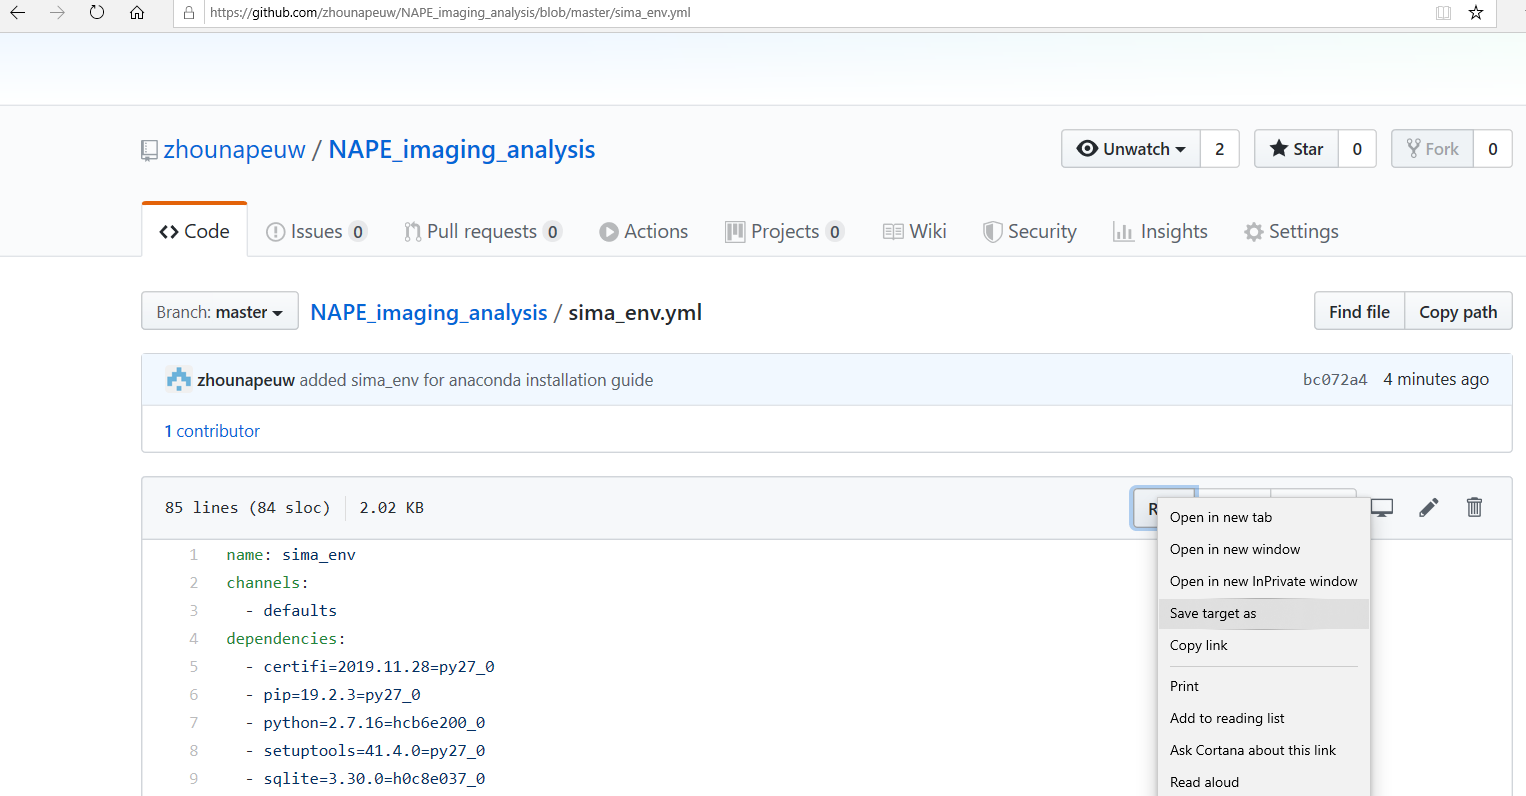 https://github.com/zhounapeuw/NAPE_imaging_analysis/blob/master/sima_env.yml
zhounapeuw / NAPE_imaging_analysis
Unwatch 2
Star 0
Fork 0
Code
Issues 0
Pull requests 0
Actions
Projects 0
Wiki
Security
Insights
Settings
Branch: master
NAPE_imaging_analysis / sima_env.yml
Find file
Copy path
zhounapeuw added sima_env for anaconda installation guide
bc072a4 4 minutes ago
1 contributor
85 lines (84 sloc) 2.02 KB
1 name: sima_env
2 channels:
3 - defaults
4 dependencies:
5 - certifi=2019.11.28=py27_0
6 - pip=19.2.3=py27_0
7 - python=2.7.16=hcb6e200_0
8 - setuptools=41.4.0=py27_0
9 - sqlite=3.30.0=h0c8e037_0
Open in new tab
Open in new window
Open in new InPrivate window
Save target as
Copy link
Print
Add to reading list
Ask Cortana about this link
Read aloud